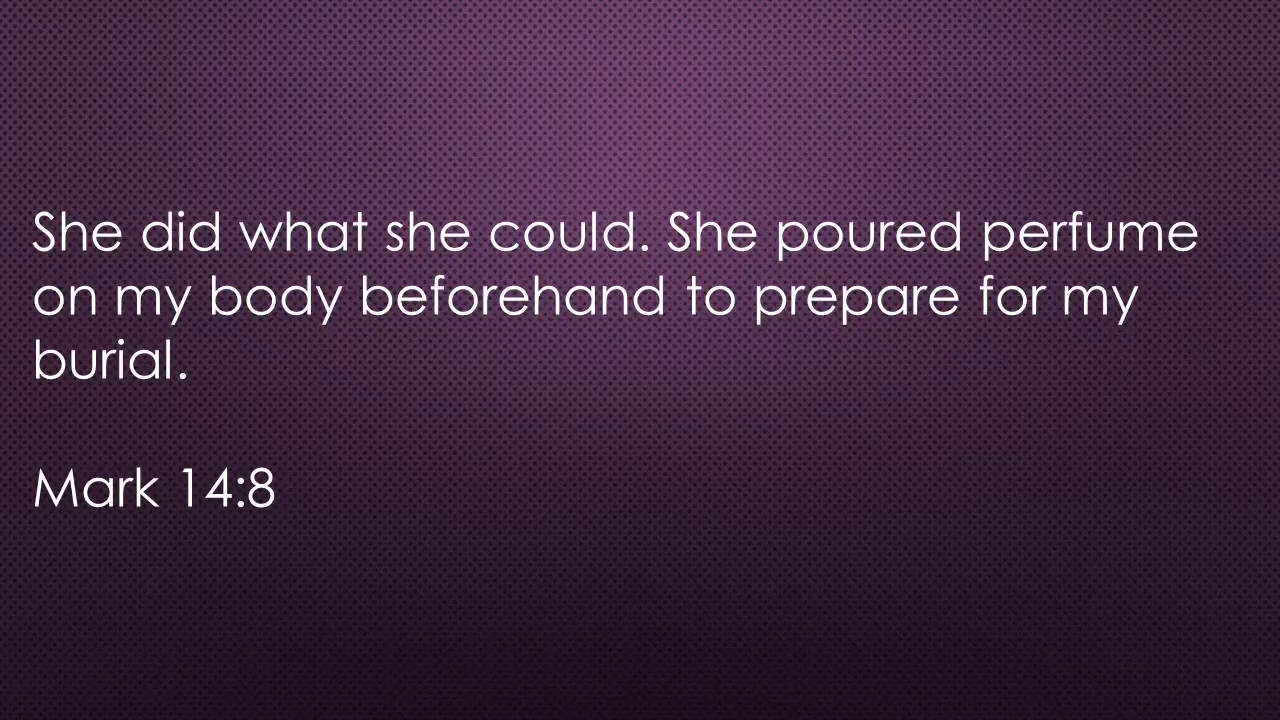 She did what she could. She poured perfume
on my body beforehand to prepare for my
burial.
Mark 14:8